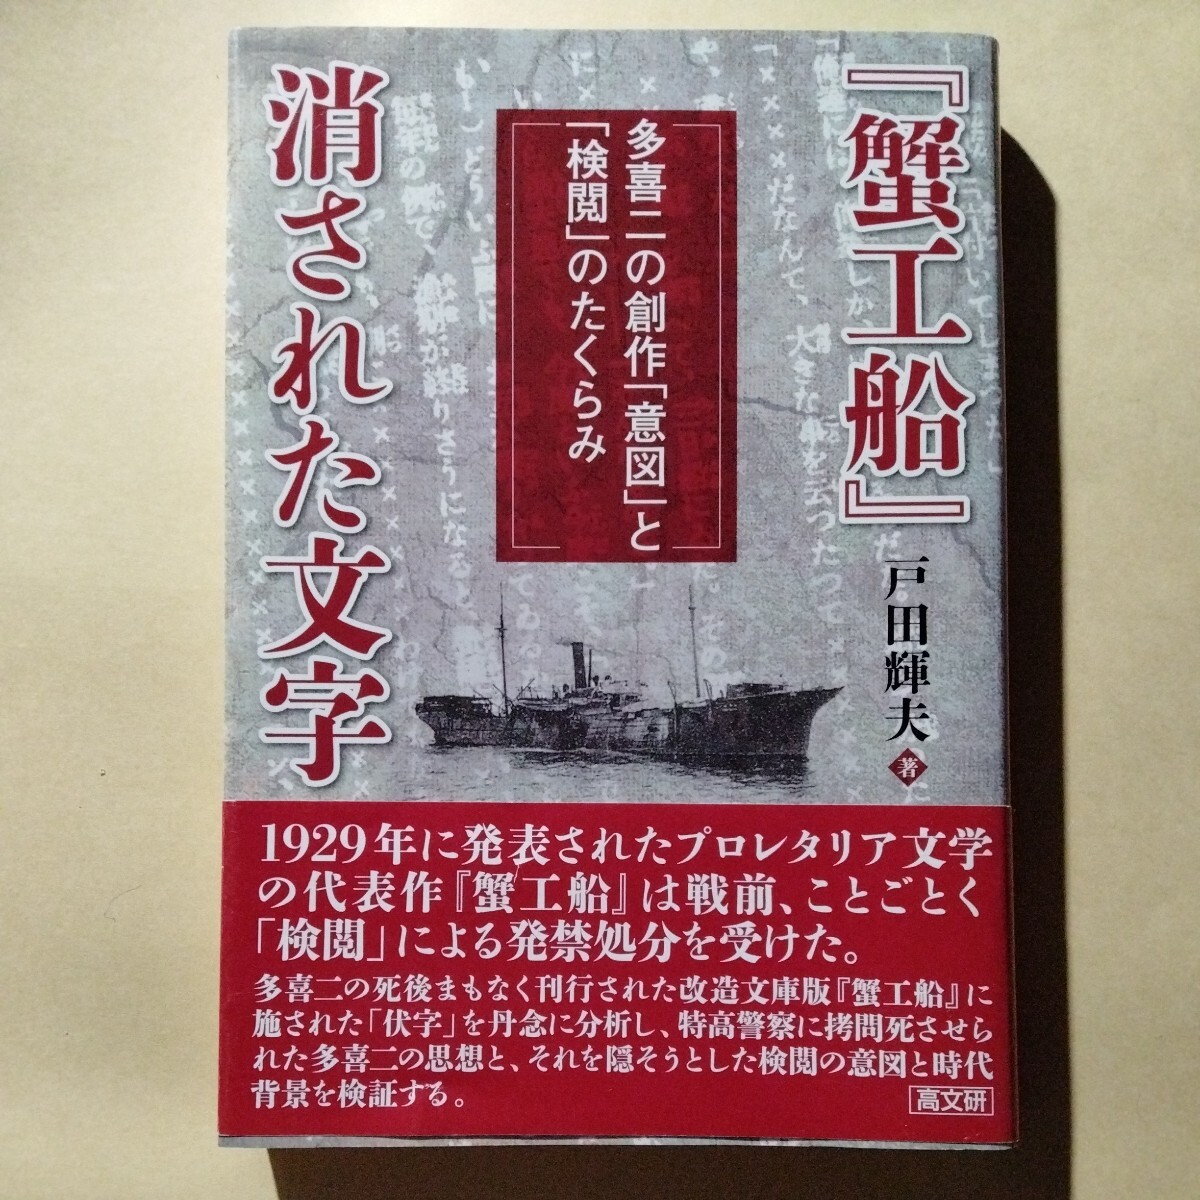 『蟹工船』
消された文字
多喜二の創作「意図」と
「検閲」のたくらみ
戸田輝夫 著
1929年に発表されたプロレタリア文学
の代表作『蟹工船』は戦前、ことごとく
「検閲」による発禁処分を受けた。
多喜二の死後まもなく刊行された改造文庫版『蟹工船』に
施された「伏字」を丹念に分析し、特高警察に拷問死させら
れた多喜二の思想と、それを隠そうとした検閲の意図と時代
背景を検証する。
高文研